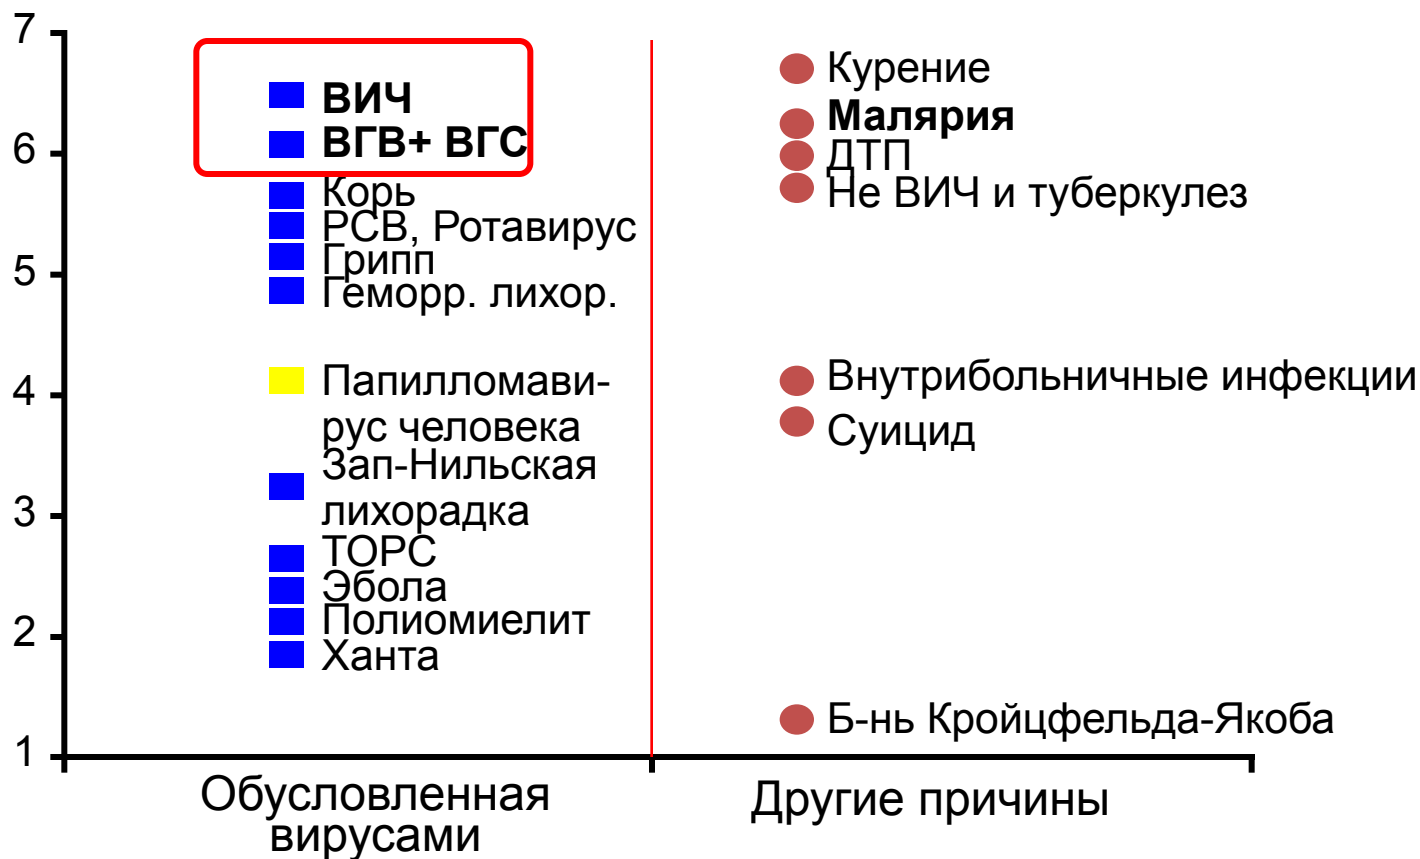 7
6
5
4
3
2
1
ВИЧ
ВГВ+ ВГС
Корь
РСВ, Ротавирус
Грипп
Геморр. лихор.
Папилломави-
рус человека
Зап-Нильская
лихорадка
ТОРС
Эбола
Полиомиелит
Ханта
Курение
Малярия
ДТП
Не ВИЧ и туберкулез
Внутрибольничные инфекции
Суицид
Б-нь Кройцфельда-Якоба
Обусловленная
вирусами
Другие причины